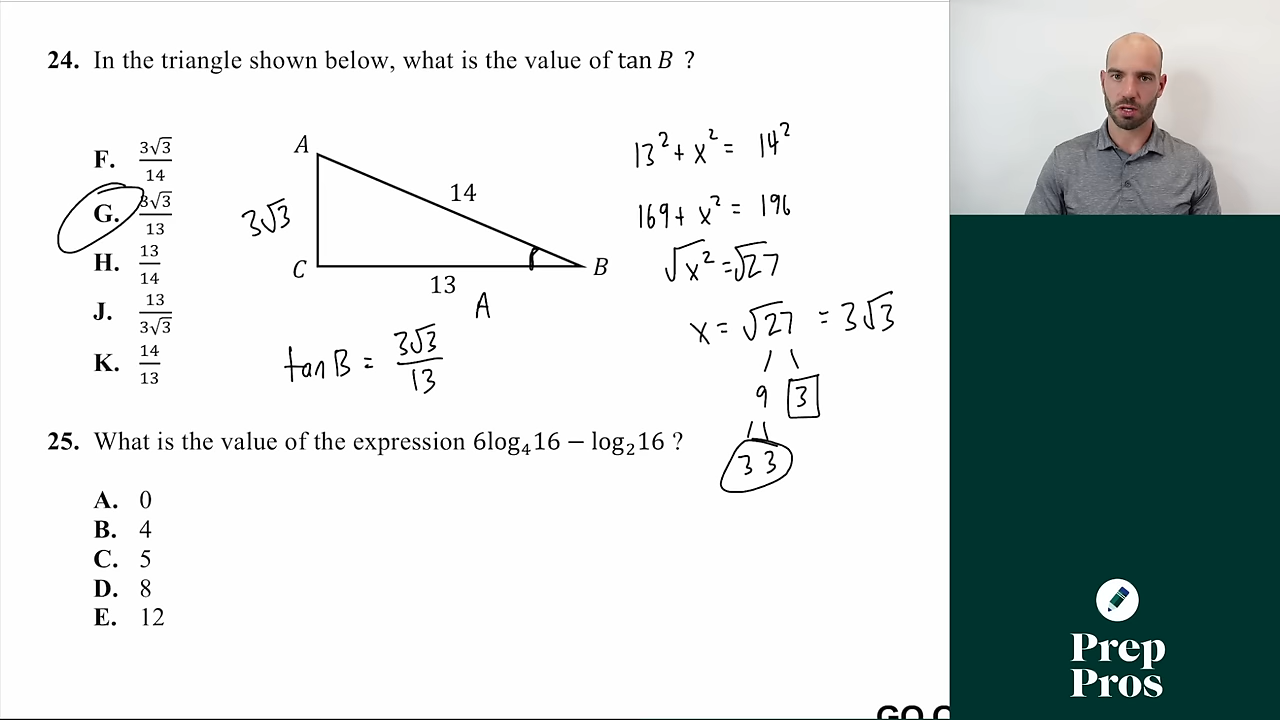 24. In the triangle shown below, what is the value of tan B ?
F. 3√3/14
G. 3√3/13
H. 13/14
J. 13/3√3
K. 14/13
A
14
3√3
C
B
13
A
tan B = 3√3/13
13² + x² = 14²
169 + x² = 196
√x² = √27
x = √27 = 3√3
9 3
3 3
25. What is the value of the expression 6log₄16 − log₂16 ?
A. 0
B. 4
C. 5
D. 8
E. 12
Prep
Pros